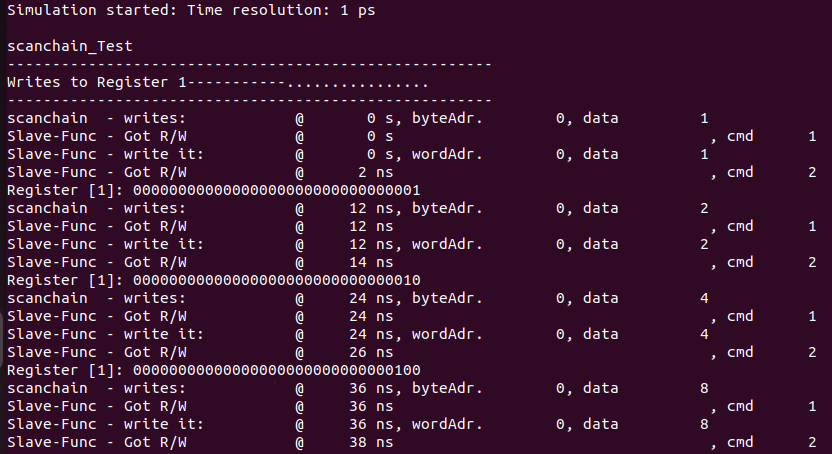 Simulation started: Time resolution: 1 ps
scanchain_Test
------------------------------------------------------
Writes to Register 1-----------................
------------------------------------------------------
scanchain  - writes:            @       0 s, byteAdr.        0, data         1
Slave-Func - Got R/W            @       0 s                                   , cmd      1
Slave-Func - write it:          @       0 s, wordAdr.        0, data         1
Slave-Func - Got R/W            @      2 ns                                   , cmd      2
Register [1]: 00000000000000000000000000000001
scanchain  - writes:            @     12 ns, byteAdr.        0, data         2
Slave-Func - Got R/W            @     12 ns                                   , cmd      1
Slave-Func - write it:          @     12 ns, wordAdr.        0, data         2
Slave-Func - Got R/W            @     14 ns                                   , cmd      2
Register [1]: 00000000000000000000000000000010
scanchain  - writes:            @     24 ns, byteAdr.        0, data         4
Slave-Func - Got R/W            @     24 ns                                   , cmd      1
Slave-Func - write it:          @     24 ns, wordAdr.        0, data         4
Slave-Func - Got R/W            @     26 ns                                   , cmd      2
Register [1]: 00000000000000000000000000000100
scanchain  - writes:            @     36 ns, byteAdr.        0, data         8
Slave-Func - Got R/W            @     36 ns                                   , cmd      1
Slave-Func - write it:          @     36 ns, wordAdr.        0, data         8
Slave-Func - Got R/W            @     38 ns                                   , cmd      2